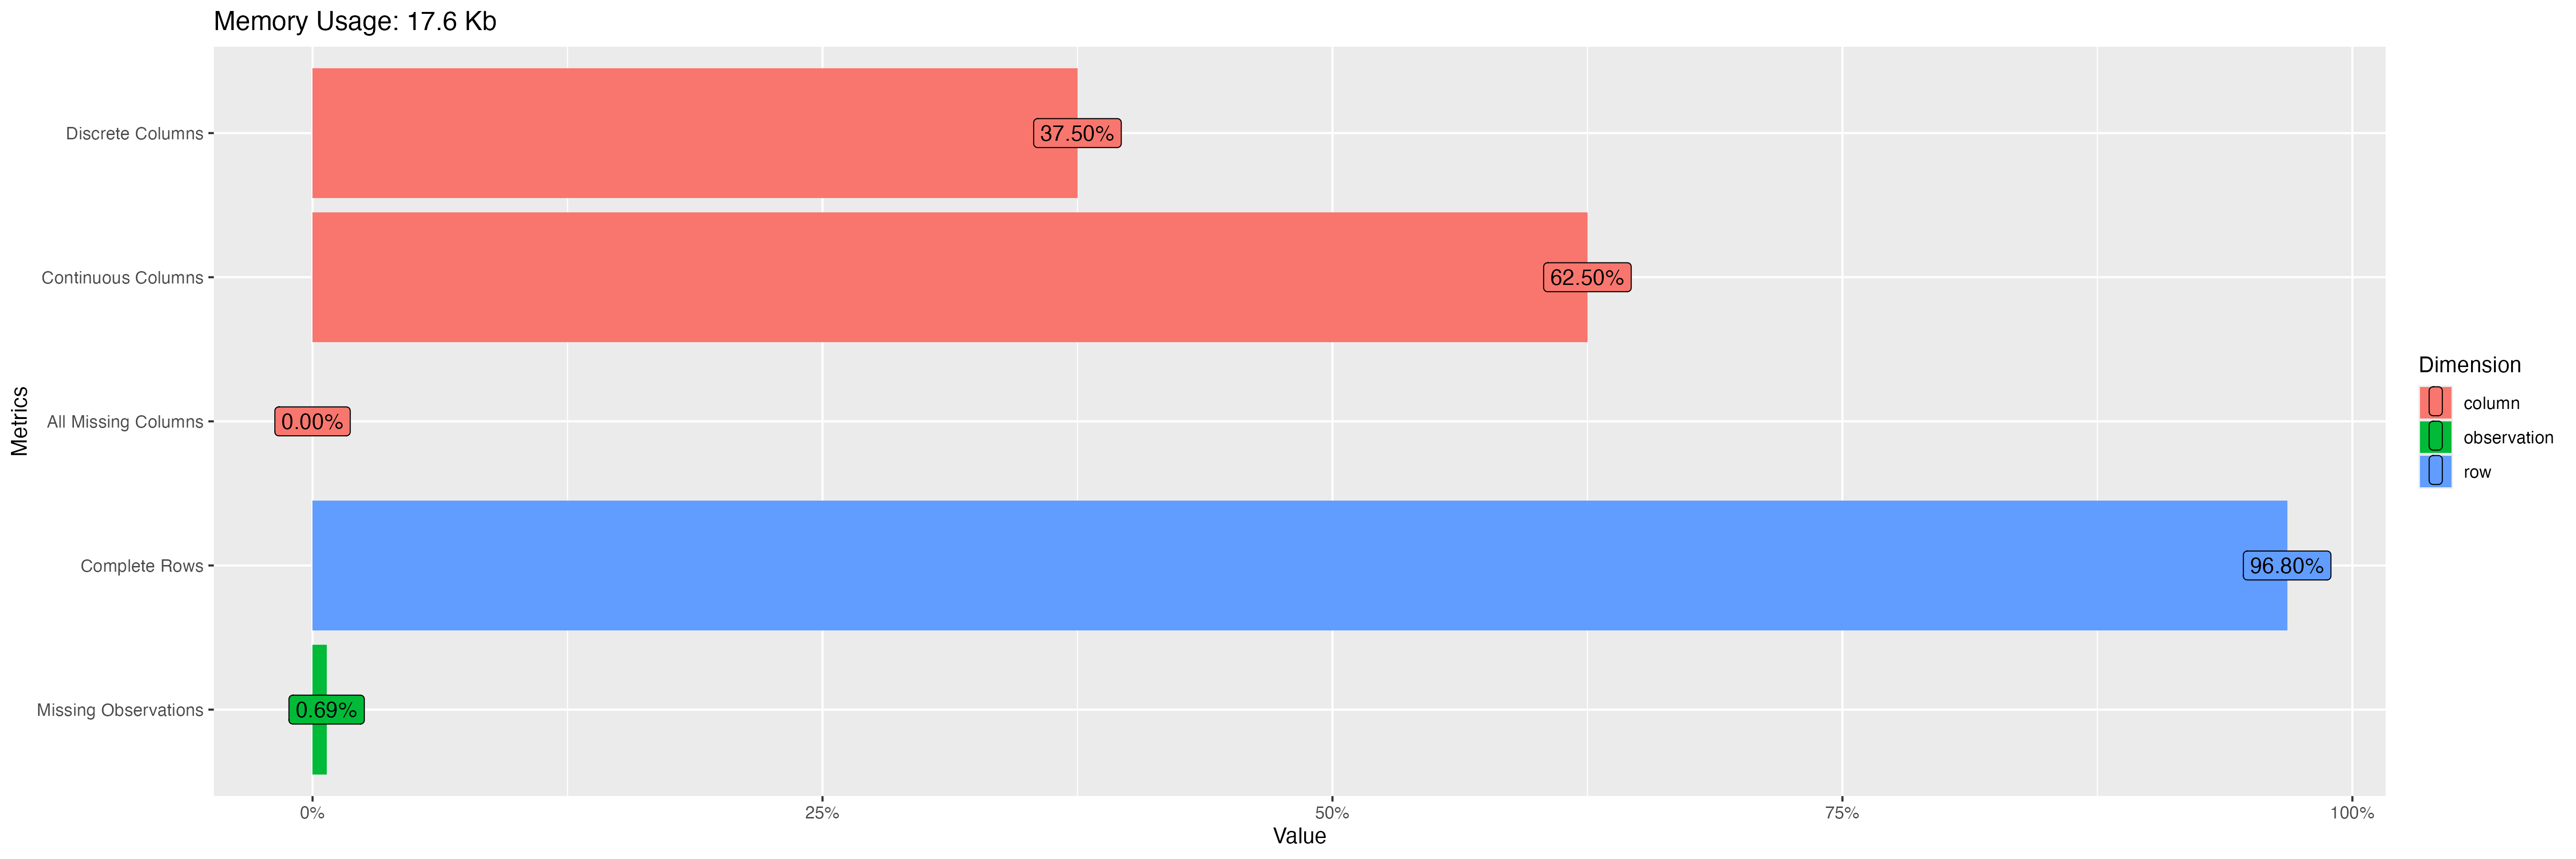 Memory Usage: 17.6 Kb
Metrics
Discrete Columns
37.50%
Continuous Columns
62.50%
All Missing Columns
0.00%
Complete Rows
96.80%
Missing Observations
0.69%
0%
25%
50%
75%
100%
Value
Dimension
column
observation
row